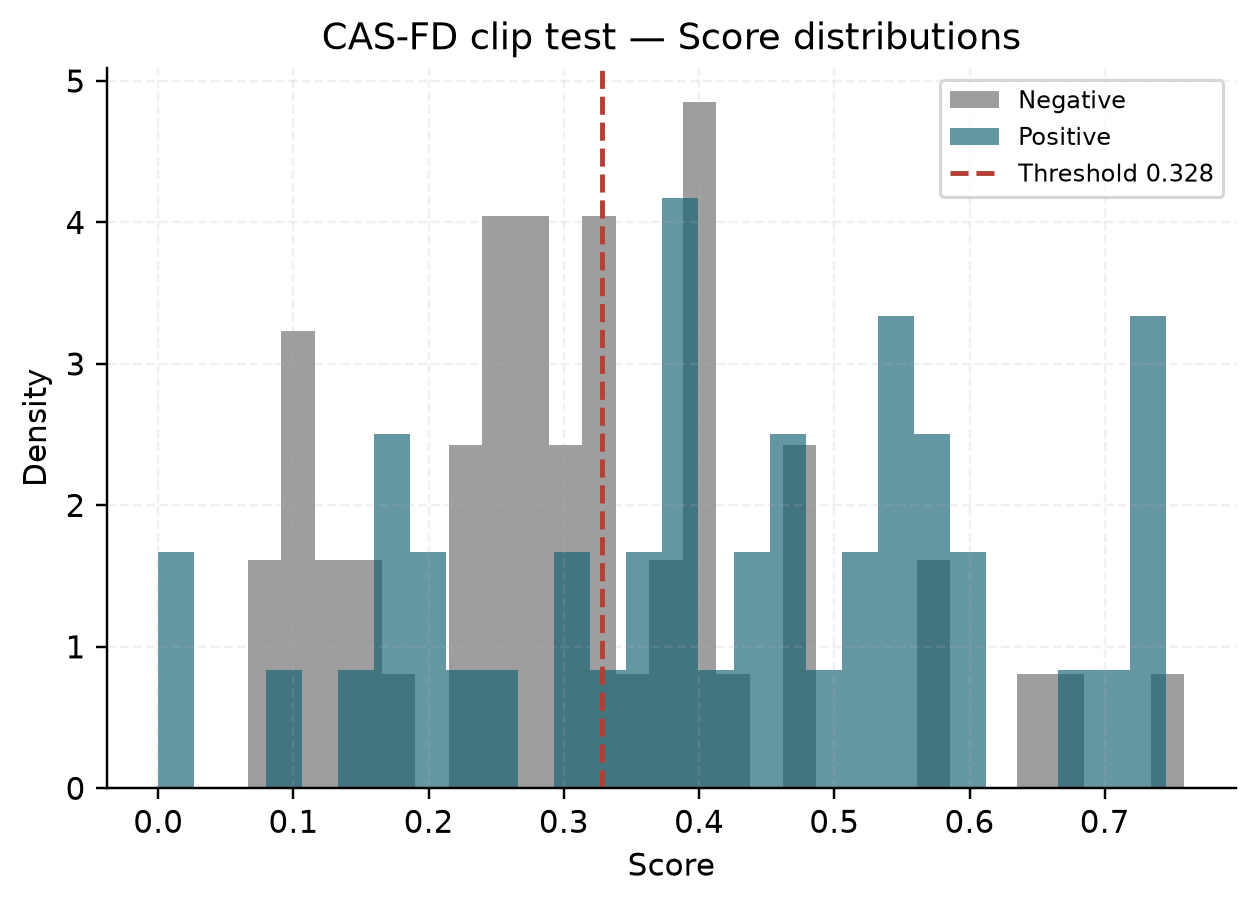 CAS-FD clip test — Score distributions
Negative
Positive
Threshold 0.328
Density
5
4
3
2
1
0
0.0 0.1 0.2 0.3 0.4 0.5 0.6 0.7
Score